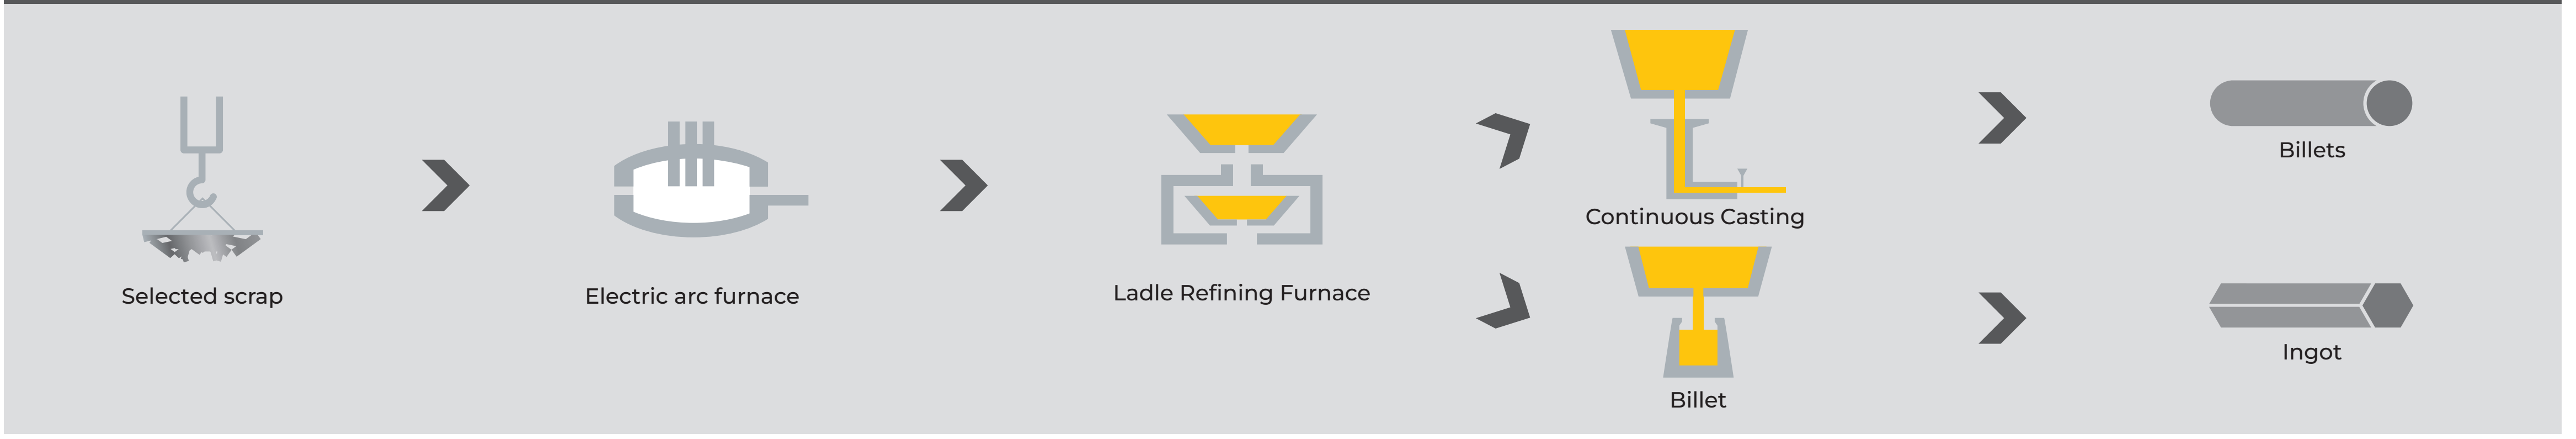 Selected scrap
Electric arc furnace
Ladle Refining Furnace
Continuous Casting
Billet
Billets
Ingot